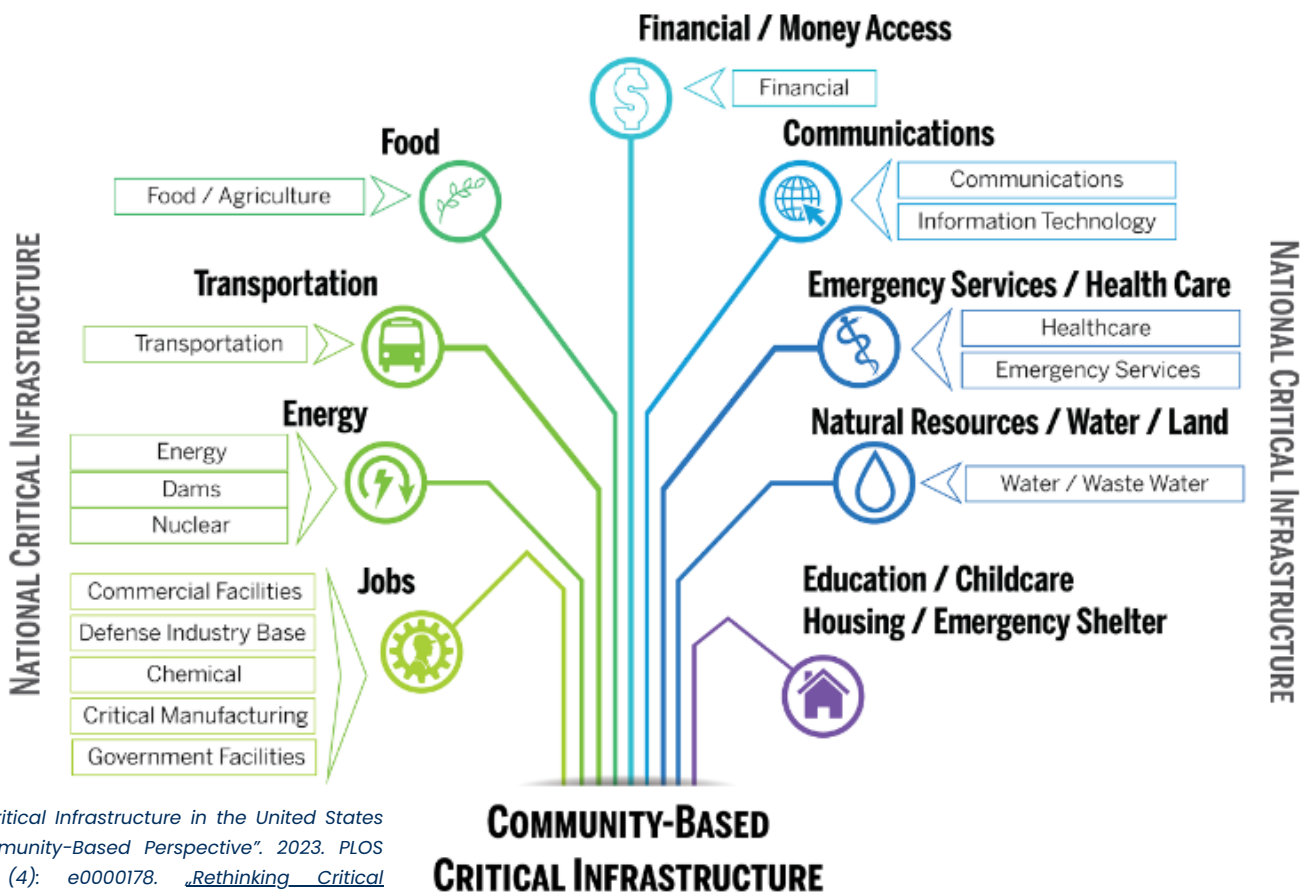 Financial / Money Access
Financial
Food
Food / Agriculture
Communications
Communications
Information Technology
Transportation
Transportation
Emergency Services / Health Care
Healthcare
Emergency Services
Energy
Energy
Dams
Nuclear
Natural Resources / Water / Land
Water / Waste Water
Jobs
Commercial Facilities
Defense Industry Base
Chemical
Critical Manufacturing
Government Facilities
Education / Childcare
Housing / Emergency Shelter
NATIONAL CRITICAL INFRASTRUCTURE
NATIONAL CRITICAL INFRASTRUCTURE
COMMUNITY-BASED
CRITICAL INFRASTRUCTURE
Infrastructure in the United States
Perspective”. 2023. PLOS
(4): e0000178. „Rethinking Critical